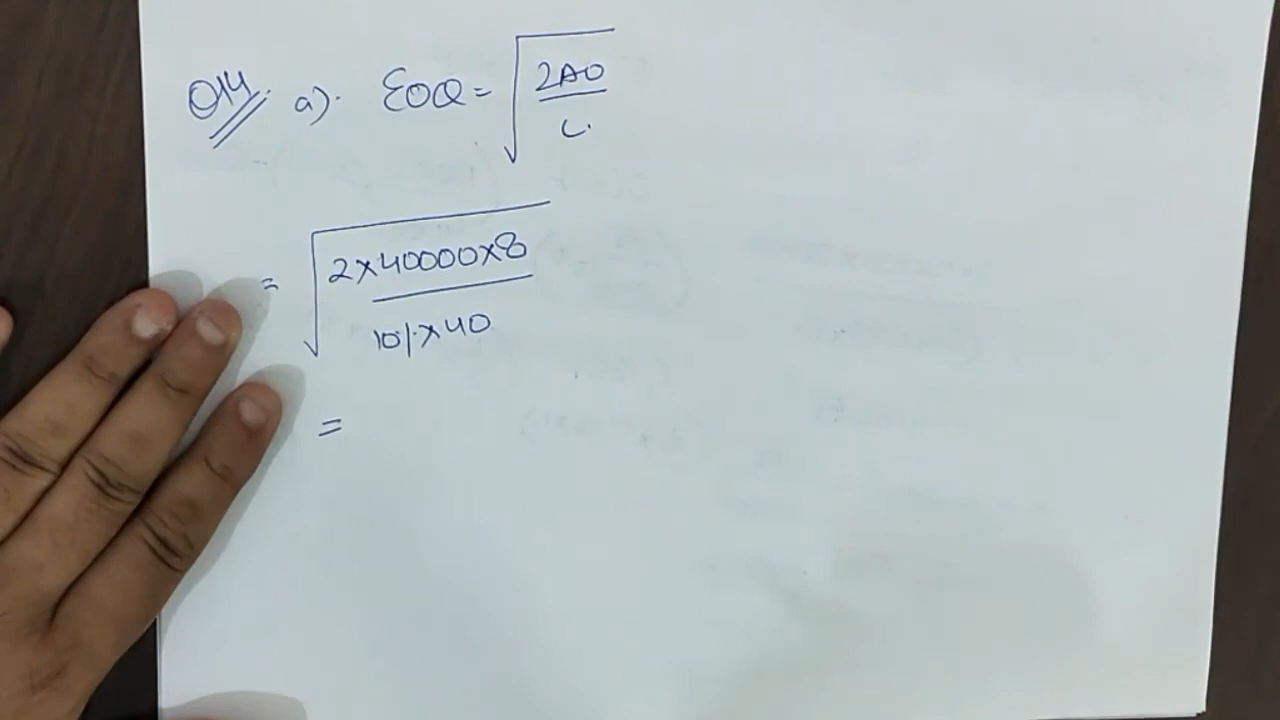 Q14. a). EOQ = √2AO/C.
= √2×40000×8/10%×40
=